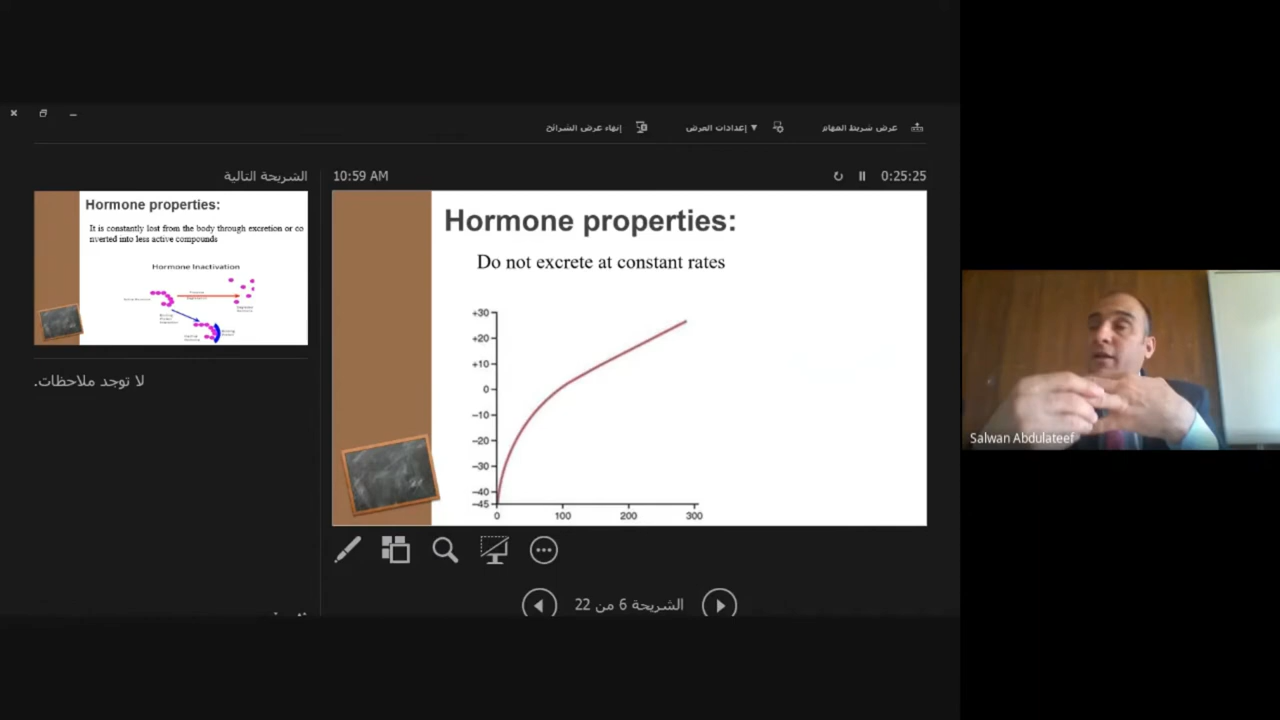 عرض شريط المهام
إعدادات العرض ▼
إنهاء عرض الشرائح
الشريحة التالية
10:59 AM
0:25:25
Hormone properties:
It is constantly lost from the body through excretion or co
nverted into less active compounds
Hormone Inactivation
لا توجد ملاحظات.
Hormone properties:
Do not excrete at constant rates
+30
+20
+10
0
−10
−20
−30
−40
−45
0 100 200 300
الشريحة 6 من 22
Salwan Abdulateef